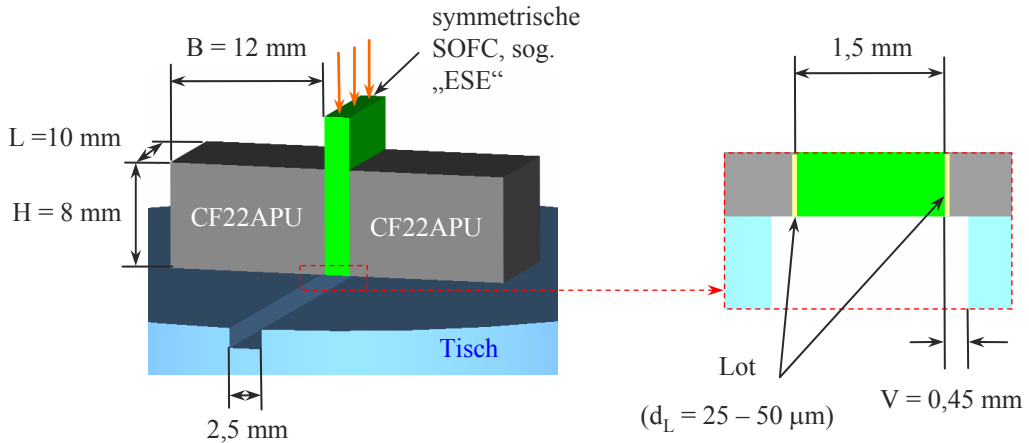 symmetrische
SOFC, sog.
„ESE“
B = 12 mm
1,5 mm
L =10 mm
H = 8 mm
CF22APU
CF22APU
Tisch
Lot
(dL = 25 – 50 μm)
V = 0,45 mm
2,5 mm